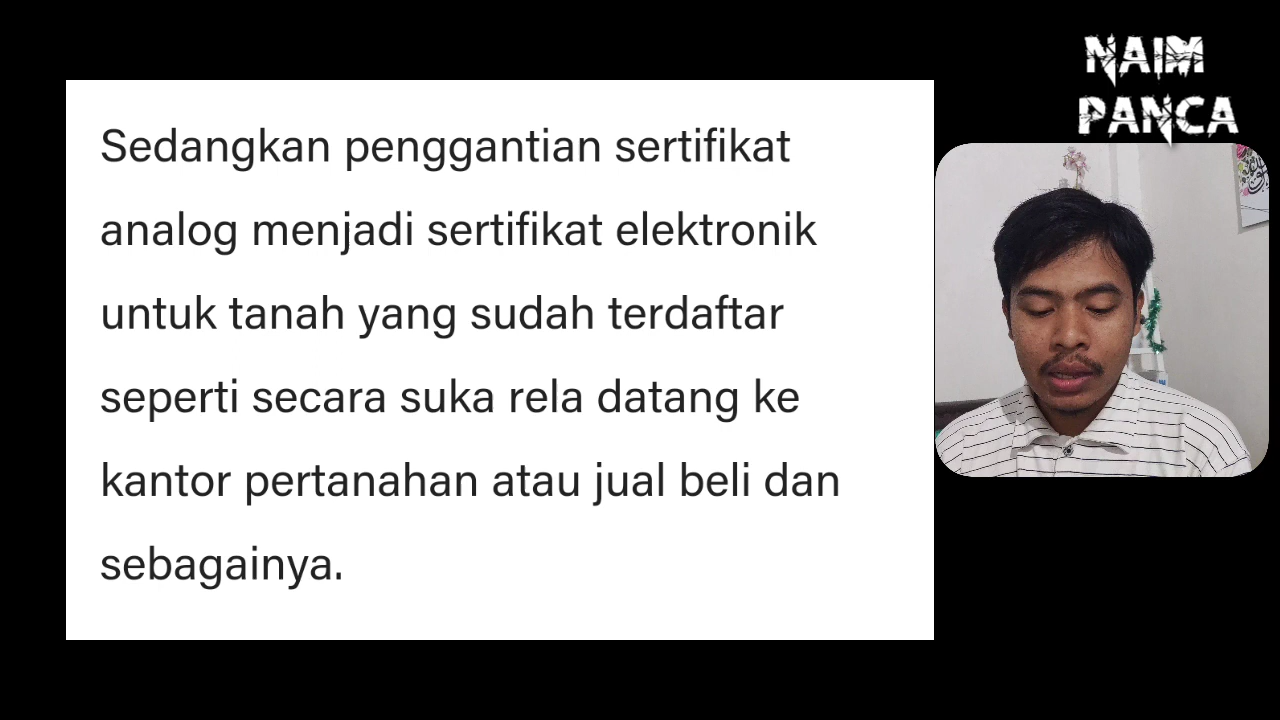 Sedangkan penggantian sertifikat
analog menjadi sertifikat elektronik
untuk tanah yang sudah terdaftar
seperti secara suka rela datang ke
kantor pertanahan atau jual beli dan
sebagainya.
NAIM
PANCA